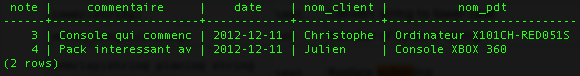 note | commentaire | date | nom_client | nom_pdt
------+--------------------+------------+------------+---------------------------
3 | Console qui commenc | 2012-12-11 | Christophe | Ordinateur X101CH-RED051S
4 | Pack interessant av | 2012-12-11 | Julien | Console XBOX 360
(2 rows)